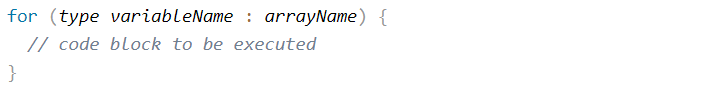 for (type variableName : arrayName) {
  // code block to be executed
}